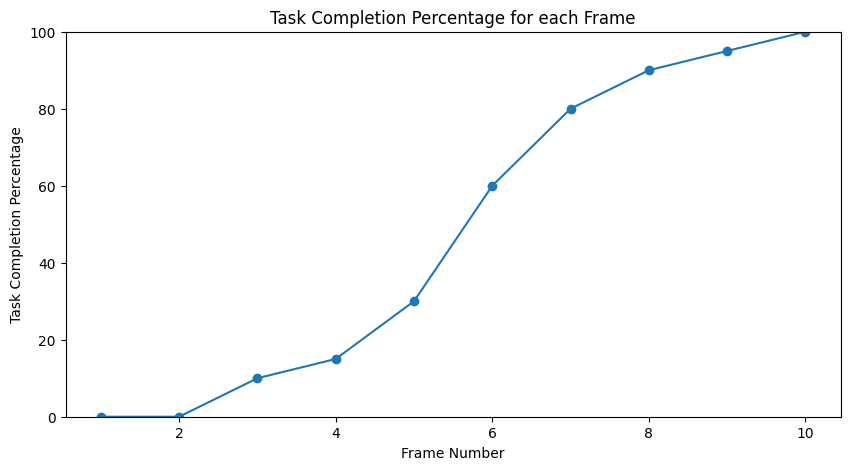 Task Completion Percentage for each Frame
100
80
60
40
20
0
Task Completion Percentage
2 4 6 8 10
Frame Number